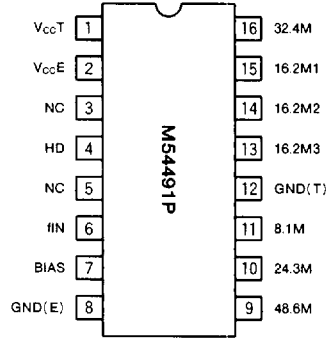 VCCT 1 16 32.4M
VCCE 2 15 16.2M1
NC 3 14 16.2M2
HD 4 13 16.2M3
NC 5 12 GND(T)
fIN 6 11 8.1M
BIAS 7 10 24.3M
GND(E) 8 9 48.6M
M54491P